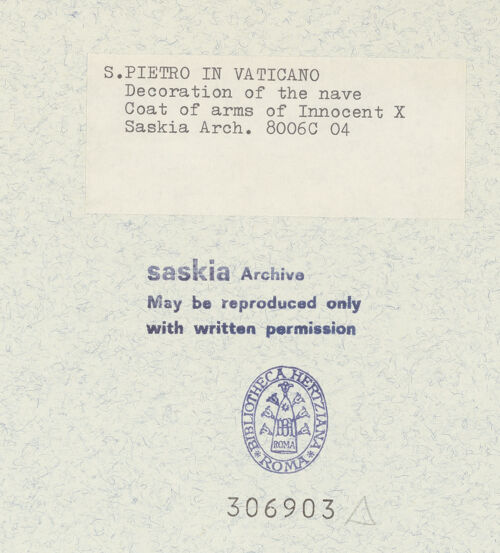 S.PIETRO IN VATICANO
Decoration of the nave
Coat of arms of Innocent X
Saskia Arch. 8006C 04
saskia Archive
May be reproduced only
with written permission
BIBLIOTHECA HERTZIANA
ROMA
* ROMA *
306903